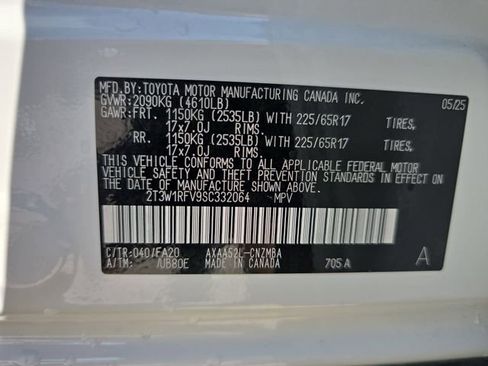 MFD. BY: TOYOTA MOTOR MANUFACTURING CANADA INC. 05/25
GVWR: 2090KG (4610LB)
GAWR: FRT. 1150KG (2535LB) WITH 225/65R17 TIRES,
17x7.0J RIMS.
RR. 1150KG (2535LB) WITH 225/65R17 TIRES,
17x7.0J RIMS.
THIS VEHICLE CONFORMS TO ALL APPLICABLE FEDERAL MOTOR
VEHICLE SAFETY AND THEFT PREVENTION STANDARDS IN EFFECT
ON THE DATE OF MANUFACTURE SHOWN ABOVE.
2T3W1RFV9SC332064 MPV
C/TR: 040/FA20 AXAA52L-CNZMBA A
A/TM: /UB80E MADE IN CANADA 705A